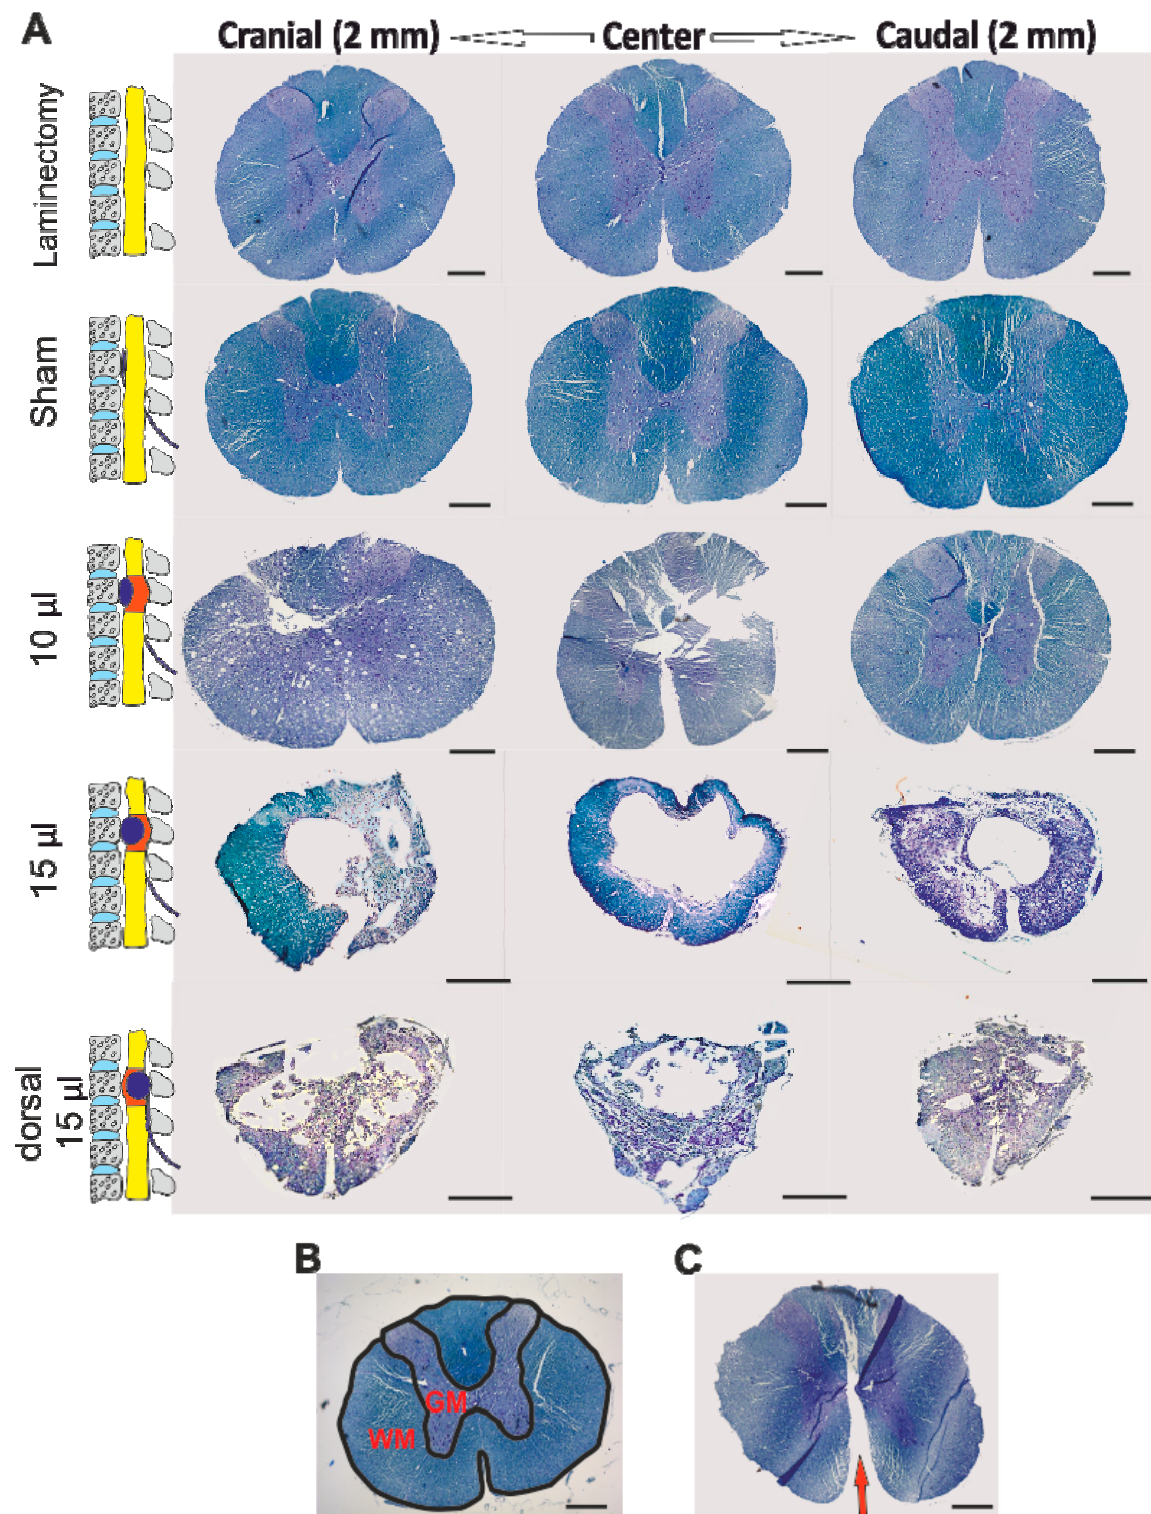 A
Cranial (2 mm)
Center
Caudal (2 mm)
Laminectomy
Sham
10 µl
15 µl
dorsal
15 µl
B
C
GM
WM